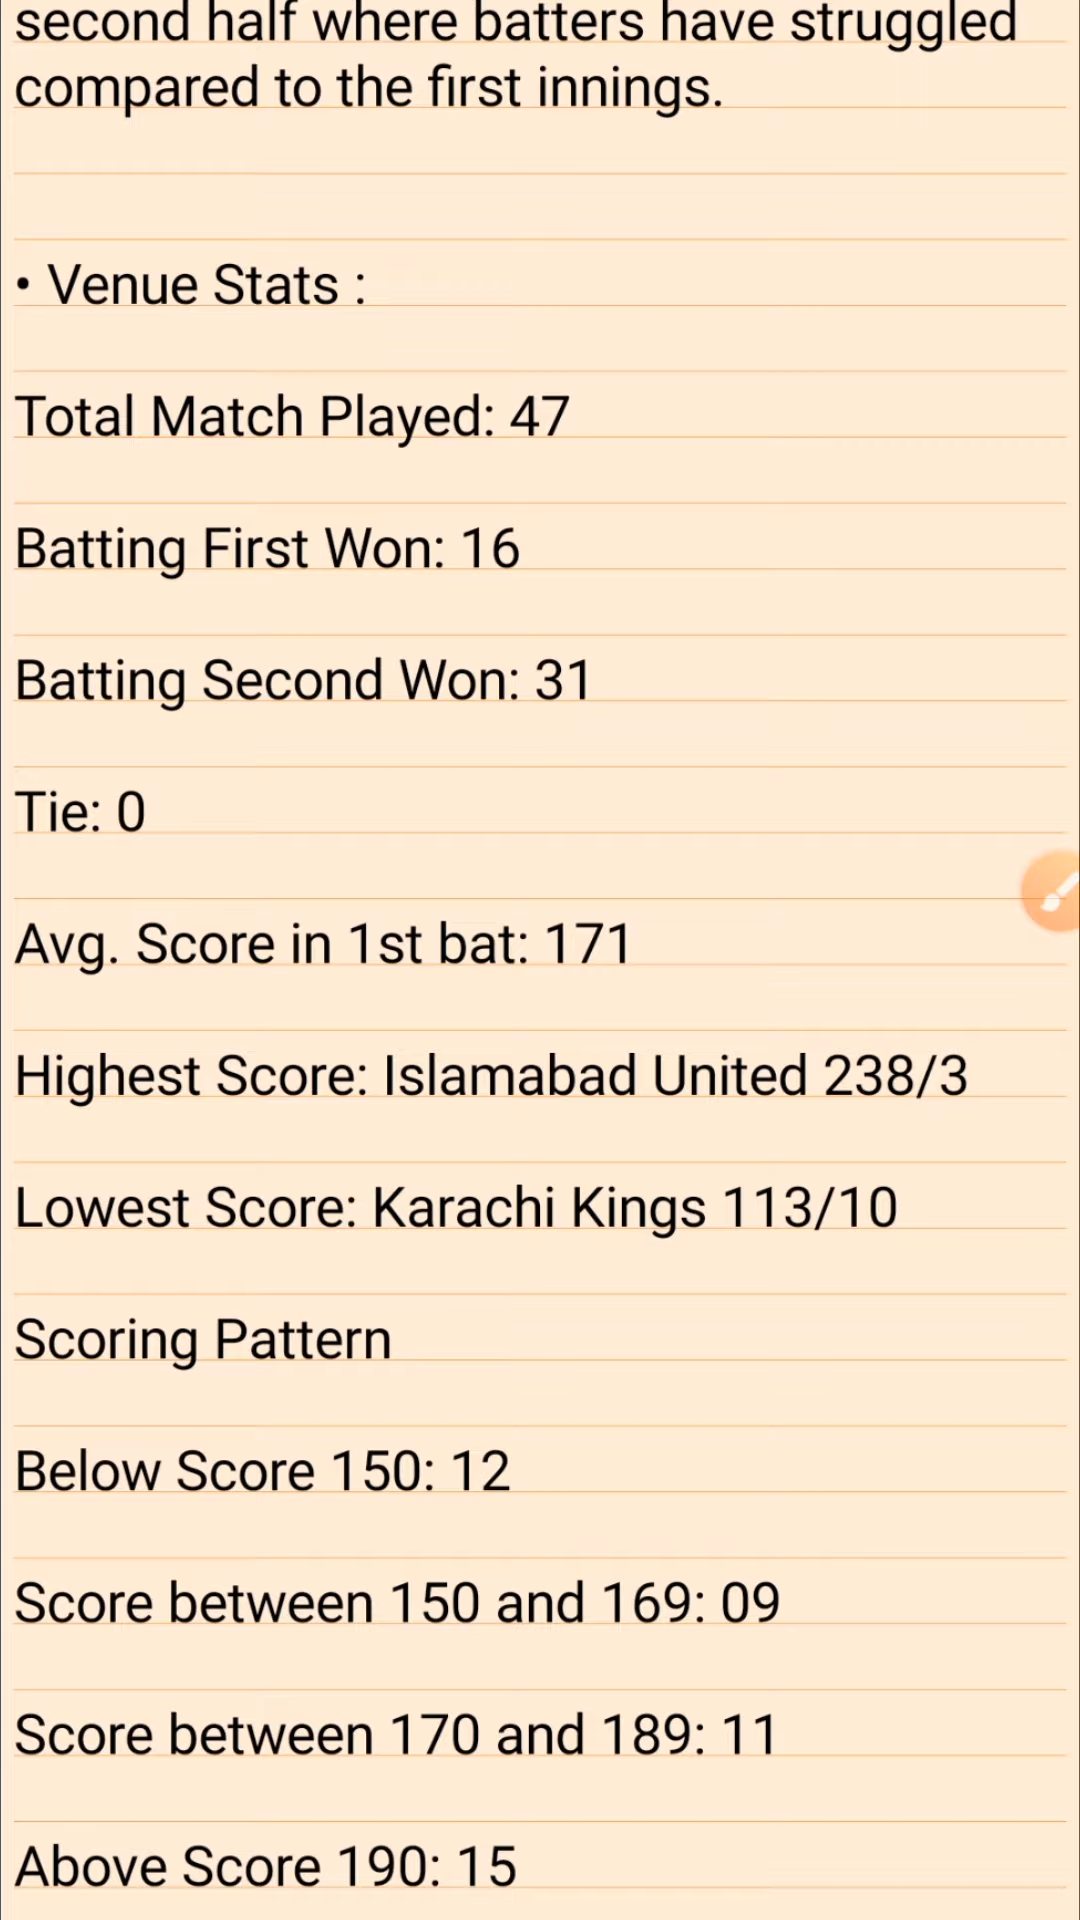 second half where batters have struggled
compared to the first innings.
• Venue Stats :
Total Match Played: 47
Batting First Won: 16
Batting Second Won: 31
Tie: 0
Avg. Score in 1st bat: 171
Highest Score: Islamabad United 238/3
Lowest Score: Karachi Kings 113/10
Scoring Pattern
Below Score 150: 12
Score between 150 and 169: 09
Score between 170 and 189: 11
Above Score 190: 15